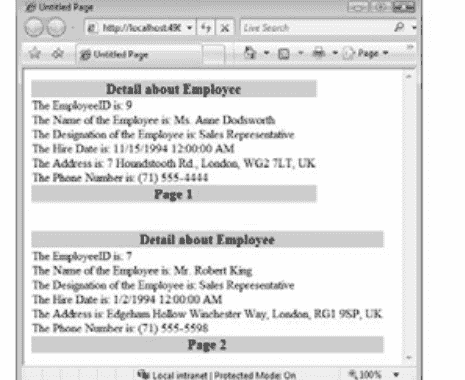 Untitled Page
http://localhost:49
Live Search
Untitled Page
Page
Detail about Employee
The EmployeeID is: 9
The Name of the Employee is: Ms. Anne Dodsworth
The Designation of the Employee is: Sales Representative
The Hire Date is: 11/15/1994 12:00:00 AM
The Address is: 7 Houndstooth Rd., London, WG2 7LT, UK
The Phone Number is: (71) 555-4444
Page 1
Detail about Employee
The EmployeeID is: 7
The Name of the Employee is: Mr. Robert King
The Designation of the Employee is: Sales Representative
The Hire Date is: 1/2/1994 12:00:00 AM
The Address is: Edgeham Hollow Winchester Way, London, RG1 9SP, UK
The Phone Number is: (71) 555-5598
Page 2
Local intranet | Protected Mode: On
100%